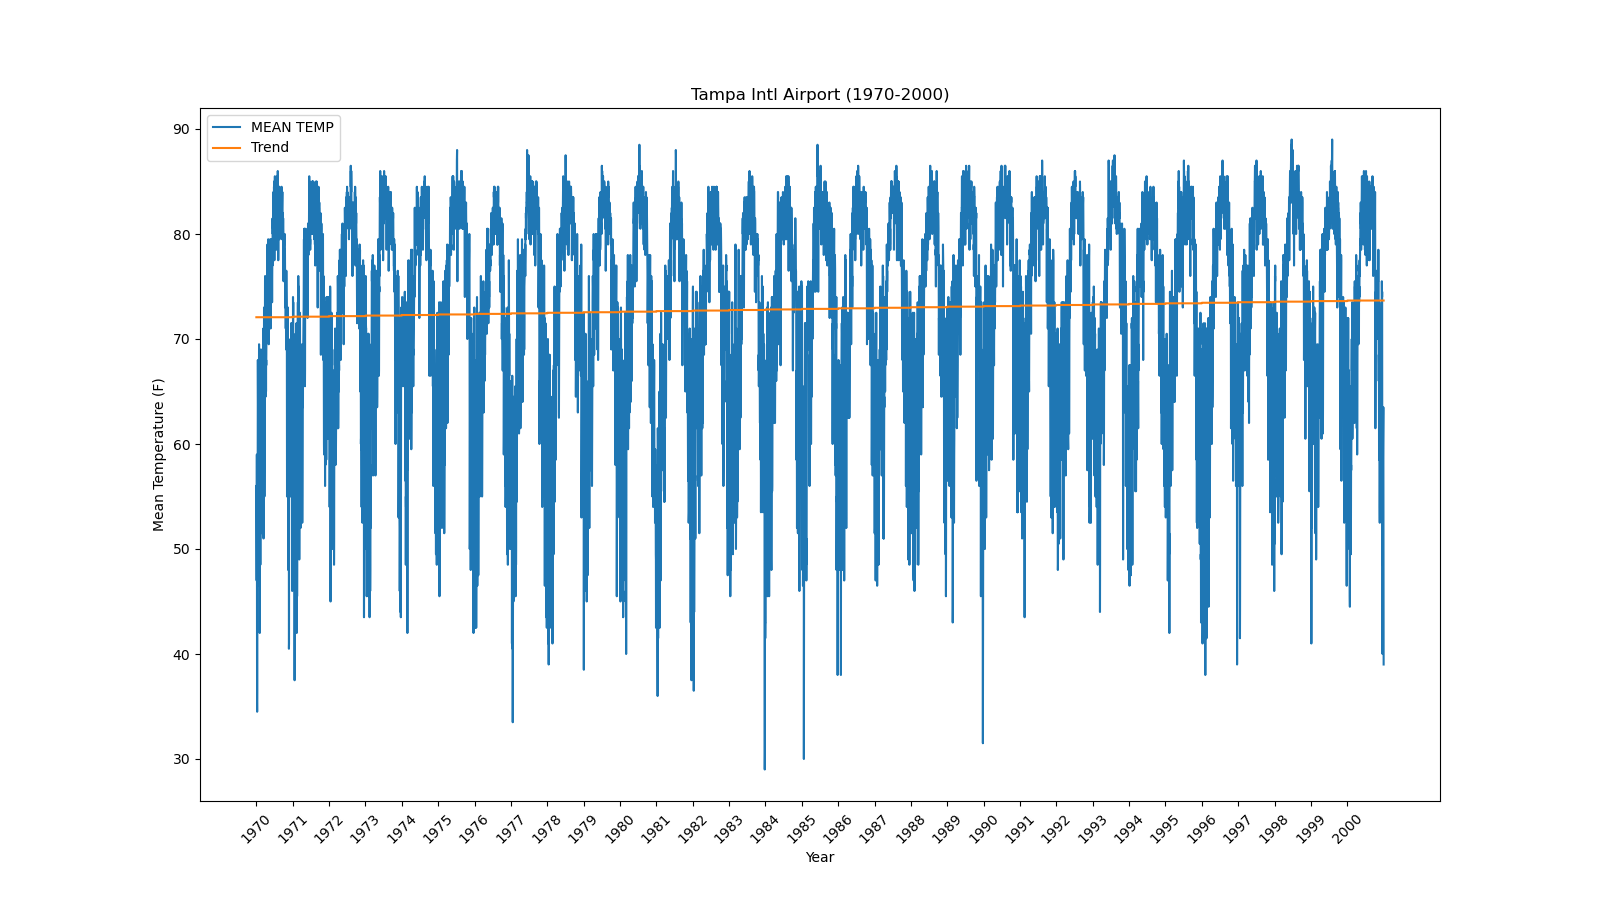 Tampa Intl Airport (1970-2000)
MEAN TEMP
Trend
90
80
70
60
50
40
30
Mean Temperature (F)
1970 1971 1972 1973 1974 1975 1976 1977 1978 1979 1980 1981 1982 1983 1984 1985 1986 1987 1988 1989 1990 1991 1992 1993 1994 1995 1996 1997 1998 1999 2000
Year